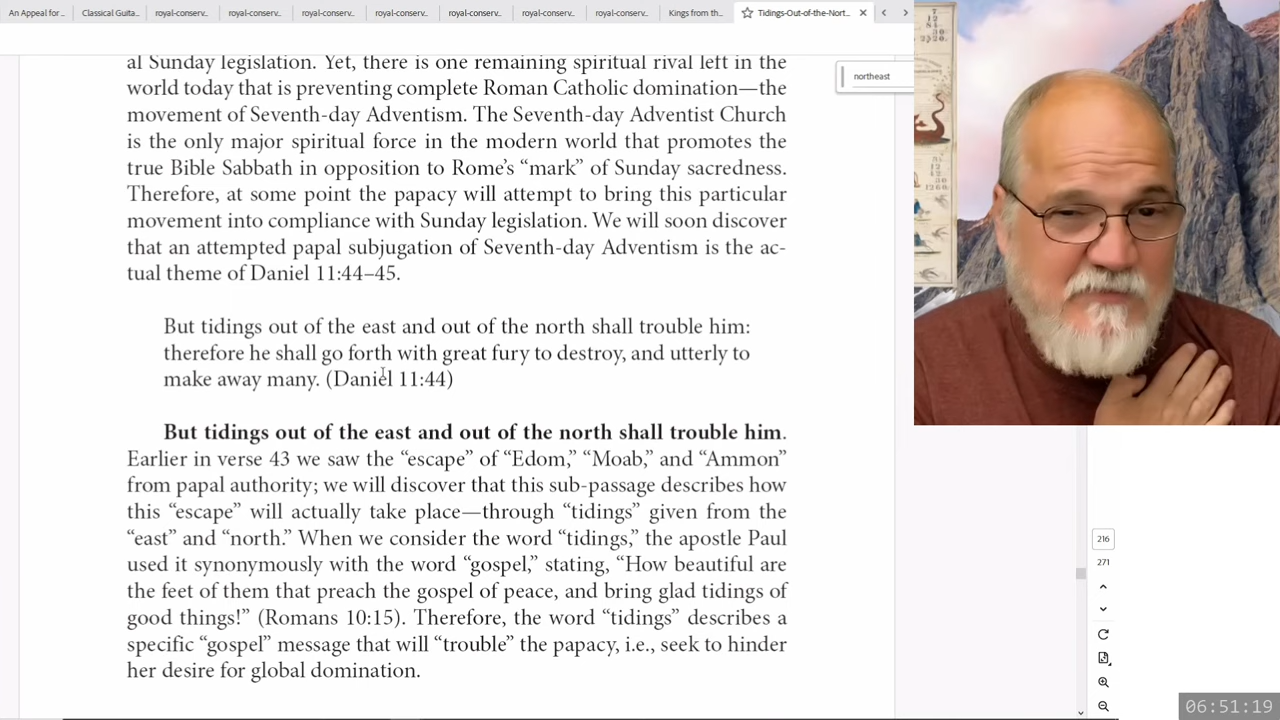 An Appeal for ...
Classical Guita...
royal-conserv...
royal-conserv...
royal-conserv...
royal-conserv...
royal-conserv...
royal-conserv...
royal-conserv...
Kings from th...
Tidings-Out-of-the-Nort...
northeast
al Sunday legislation. Yet, there is one remaining spiritual rival left in the
world today that is preventing complete Roman Catholic domination—the
movement of Seventh-day Adventism. The Seventh-day Adventist Church
is the only major spiritual force in the modern world that promotes the
true Bible Sabbath in opposition to Rome's “mark” of Sunday sacredness.
Therefore, at some point the papacy will attempt to bring this particular
movement into compliance with Sunday legislation. We will soon discover
that an attempted papal subjugation of Seventh-day Adventism is the ac-
tual theme of Daniel 11:44–45.
But tidings out of the east and out of the north shall trouble him:
therefore he shall go forth with great fury to destroy, and utterly to
make away many. (Daniel 11:44)
But tidings out of the east and out of the north shall trouble him.
Earlier in verse 43 we saw the “escape” of “Edom,” “Moab,” and “Ammon”
from papal authority; we will discover that this sub-passage describes how
this “escape” will actually take place—through “tidings” given from the
“east” and “north.” When we consider the word “tidings,” the apostle Paul
used it synonymously with the word “gospel,” stating, “How beautiful are
the feet of them that preach the gospel of peace, and bring glad tidings of
good things!” (Romans 10:15). Therefore, the word “tidings” describes a
specific “gospel” message that will “trouble” the papacy, i.e., seek to hinder
her desire for global domination.
216
271
7
12
84
30
2520.
12
30
1260
06:51:19